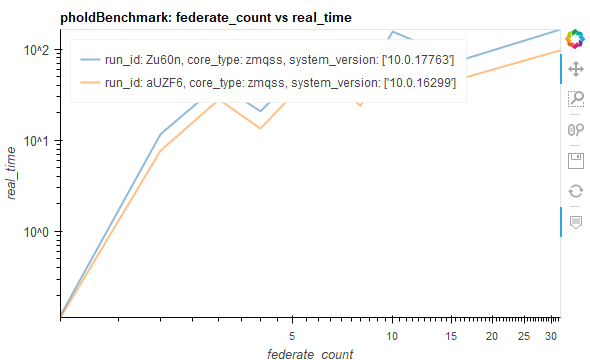 pholdBenchmark: federate_count vs real_time
run_id: Zu60n, core_type: zmqss, system_version: ['10.0.17763']
run_id: aUZF6, core_type: zmqss, system_version: ['10.0.16299']
10^2
10^1
10^0
real_time
5 10 15 20 25 30
federate_count